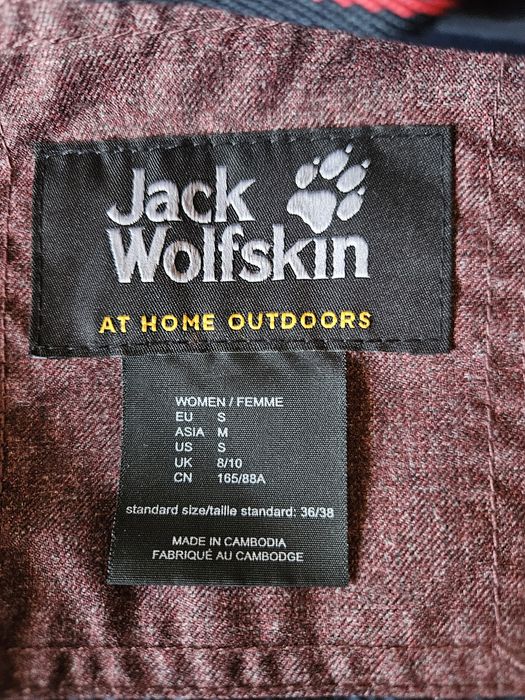 Jack
Wolfskin
AT HOME OUTDOORS
WOMEN / FEMME
EU S
ASIA M
US S
UK 8/10
CN 165/88A
standard size/taille standard: 36/38
MADE IN CAMBODIA
FABRIQUÉ AU CAMBODGE